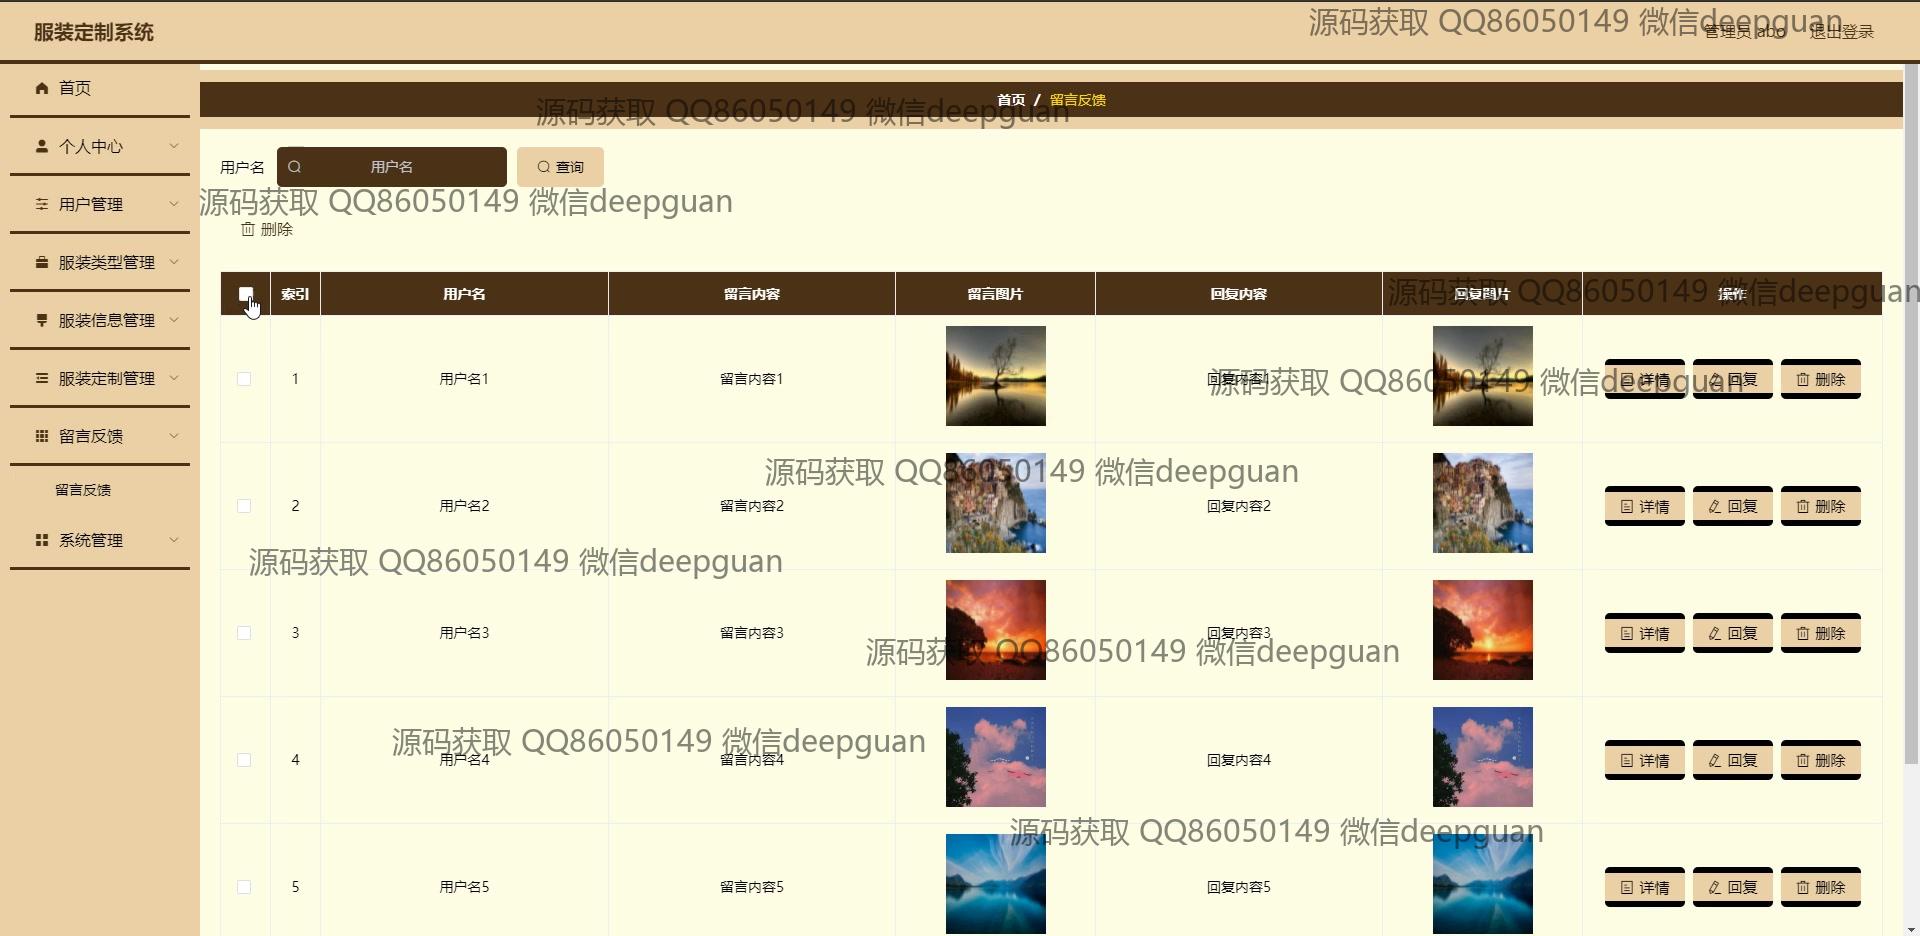 服装定制系统
源码获取 QQ86050149 微信deepguan
管理员 abo 退出登录
首页
个人中心
用户管理
服装类型管理
服装信息管理
服装定制管理
留言反馈
留言反馈
系统管理
首页 / 留言反馈
源码获取 QQ86050149 微信deepguan
用户名 用户名 查询
源码获取 QQ86050149 微信deepguan
删除
索引 用户名 留言内容 留言图片 回复内容 回复图片 操作
源码获取 QQ86050149 微信deepguan
1 用户名1 留言内容1 回复内容1 详情 回复 删除
源码获取 QQ86050149 微信deepguan
源码获取 QQ86050149 微信deepguan
2 用户名2 留言内容2 回复内容2 详情 回复 删除
源码获取 QQ86050149 微信deepguan
3 用户名3 留言内容3 回复内容3 详情 回复 删除
源码获取 QQ86050149 微信deepguan
源码获取 QQ86050149 微信deepguan
4 用户名4 留言内容4 回复内容4 详情 回复 删除
源码获取 QQ86050149 微信deepguan
5 用户名5 留言内容5 回复内容5 详情 回复 删除